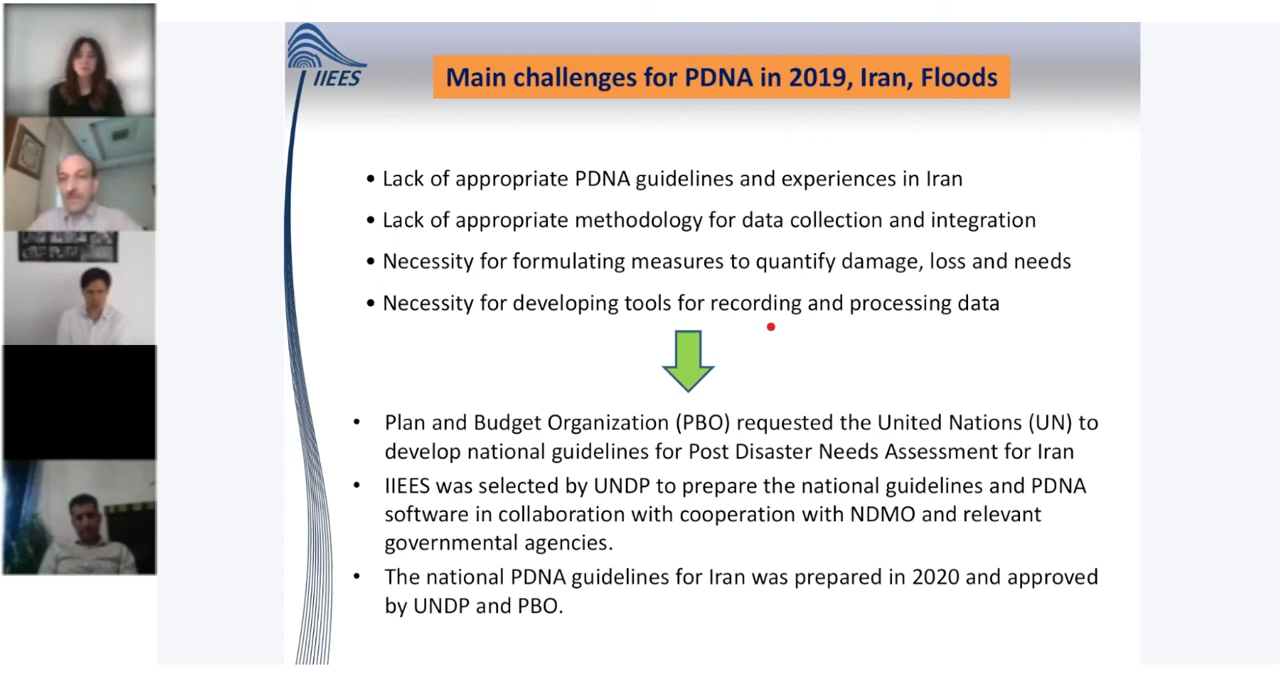 IIEES
Main challenges for PDNA in 2019, Iran, Floods
• Lack of appropriate PDNA guidelines and experiences in Iran
• Lack of appropriate methodology for data collection and integration
• Necessity for formulating measures to quantify damage, loss and needs
• Necessity for developing tools for recording and processing data
• Plan and Budget Organization (PBO) requested the United Nations (UN) to
develop national guidelines for Post Disaster Needs Assessment for Iran
• IIEES was selected by UNDP to prepare the national guidelines and PDNA
software in collaboration with cooperation with NDMO and relevant
governmental agencies.
• The national PDNA guidelines for Iran was prepared in 2020 and approved
by UNDP and PBO.